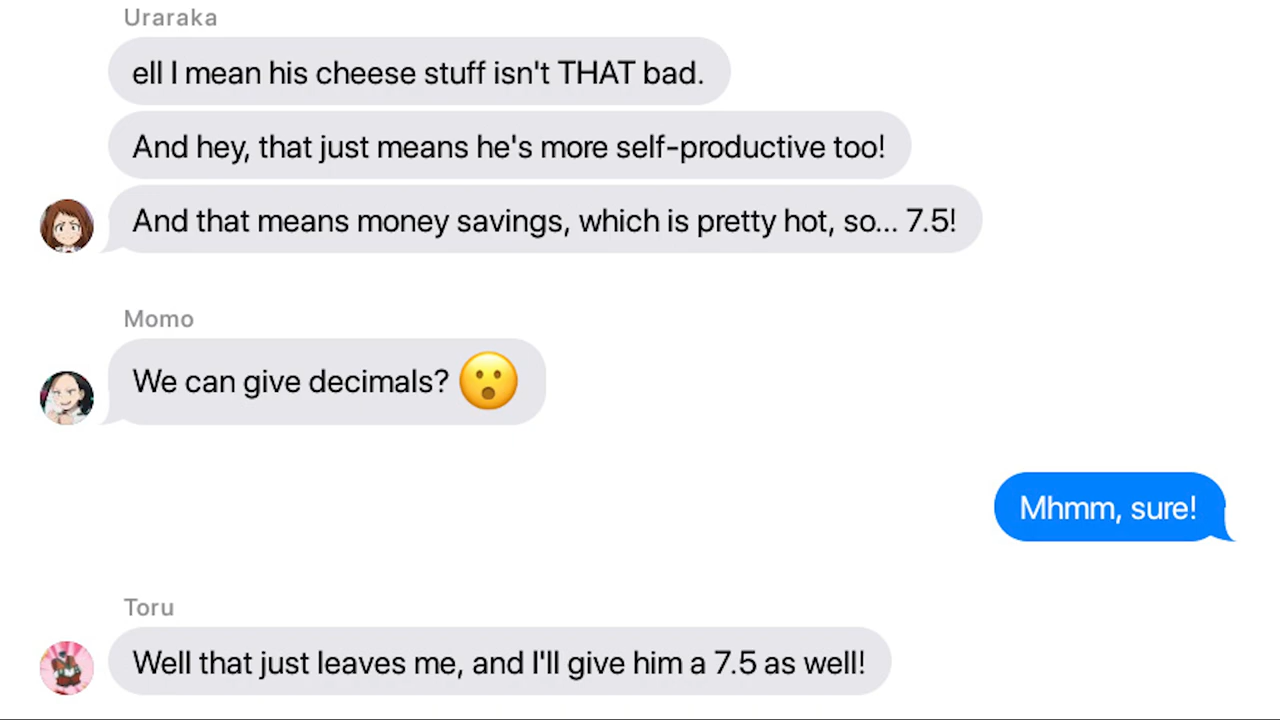 Uraraka
ell I mean his cheese stuff isn't THAT bad.
And hey, that just means he's more self-productive too!
And that means money savings, which is pretty hot, so... 7.5!
Momo
We can give decimals? 😮
Mhmm, sure!
Toru
Well that just leaves me, and I'll give him a 7.5 as well!